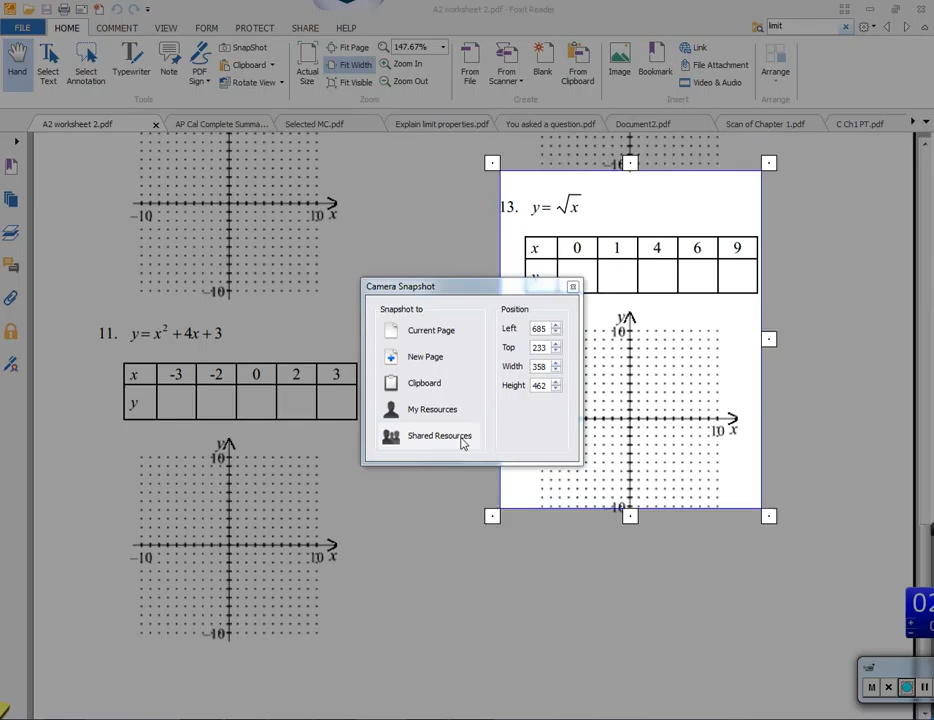 A2 worksheet 2.pdf - Foxit Reader
FILE HOME COMMENT VIEW FORM PROTECT SHARE HELP
limit
Hand
Select Text
Select Annotation
SnapShot
Clipboard
Rotate View
Typewriter
Note
PDF Sign
Actual Size
Fit Page
Fit Width
Fit Visible
147.67%
Zoom In
Zoom Out
From File
From Scanner
Blank
From Clipboard
Image
Bookmark
Link
File Attachment
Video & Audio
Arrange
Tools Zoom Create Insert Arrange
A2 worksheet 2.pdf
AP Cal Complete Summa...
Selected MC.pdf
Explain limit properties.pdf
You asked a question.pdf
Document2.pdf
Scan of Chapter 1.pdf
C Ch1 PT.pdf
-10 10 x
-10
11. y = x² + 4x + 3
x -3 -2 0 2 3
y
y
10
-10 10 x
-10
-10
13. y = √x
x 0 1 4 6 9
y
y
10
10 x
-10
Camera Snapshot
Snapshot to
Current Page
New Page
Clipboard
My Resources
Shared Resources
Position
Left 685
Top 233
Width 358
Height 462
02
M